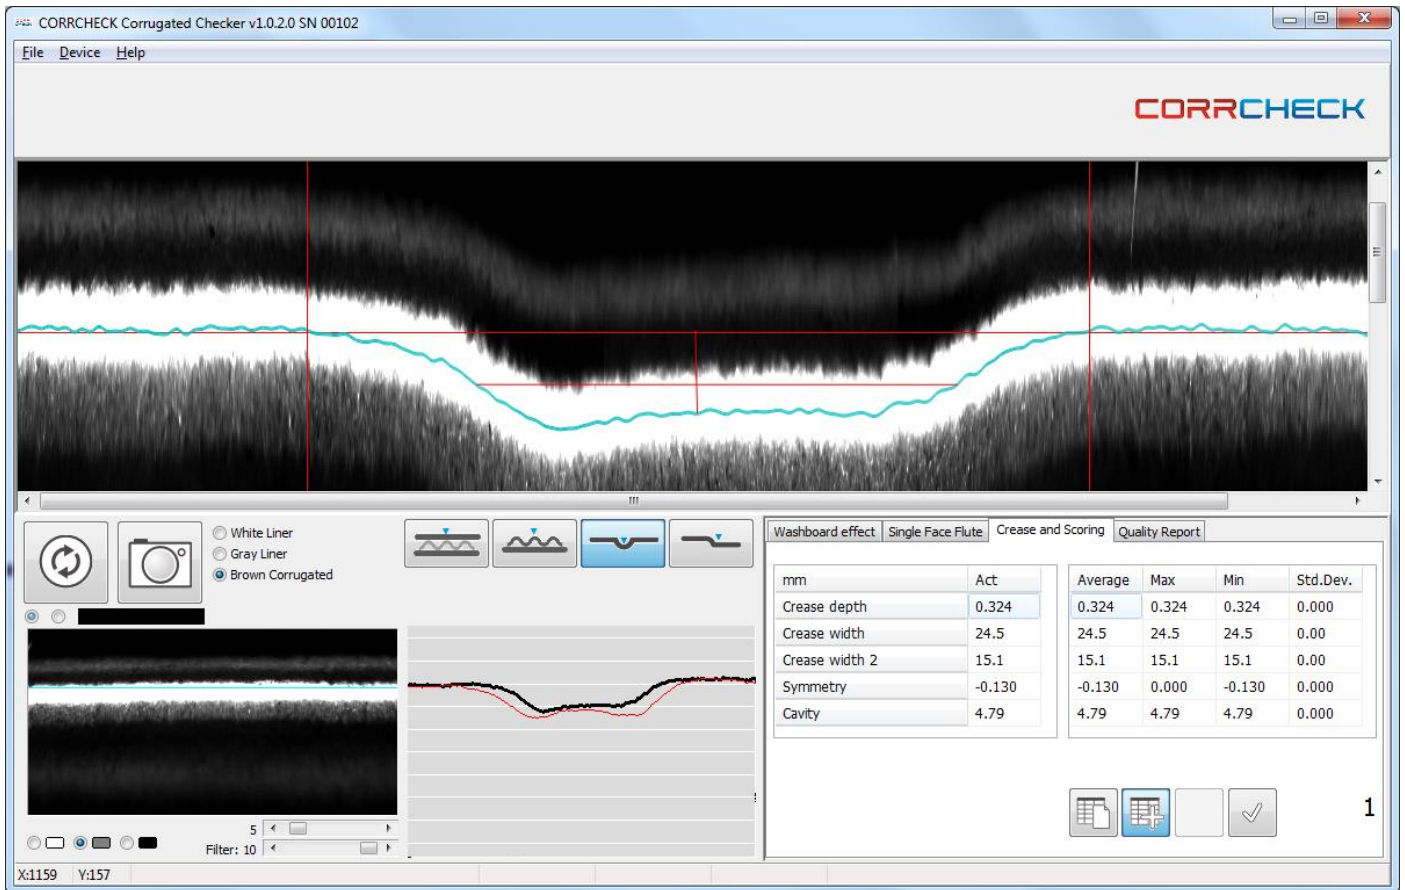 CORRCHECK Corrugated Checker v1.0.2.0 SN 00102
File Device Help
CORRCHECK
White Liner
Gray Liner
Brown Corrugated
Washboard effect Single Face Flute Crease and Scoring Quality Report
mm Act Average Max Min Std.Dev.
Crease depth 0.324 0.324 0.324 0.324 0.000
Crease width 24.5 24.5 24.5 24.5 0.00
Crease width 2 15.1 15.1 15.1 15.1 0.00
Symmetry -0.130 -0.130 0.000 -0.130 0.000
Cavity 4.79 4.79 4.79 4.79 0.000
1
5
Filter: 10
X:1159 Y:157